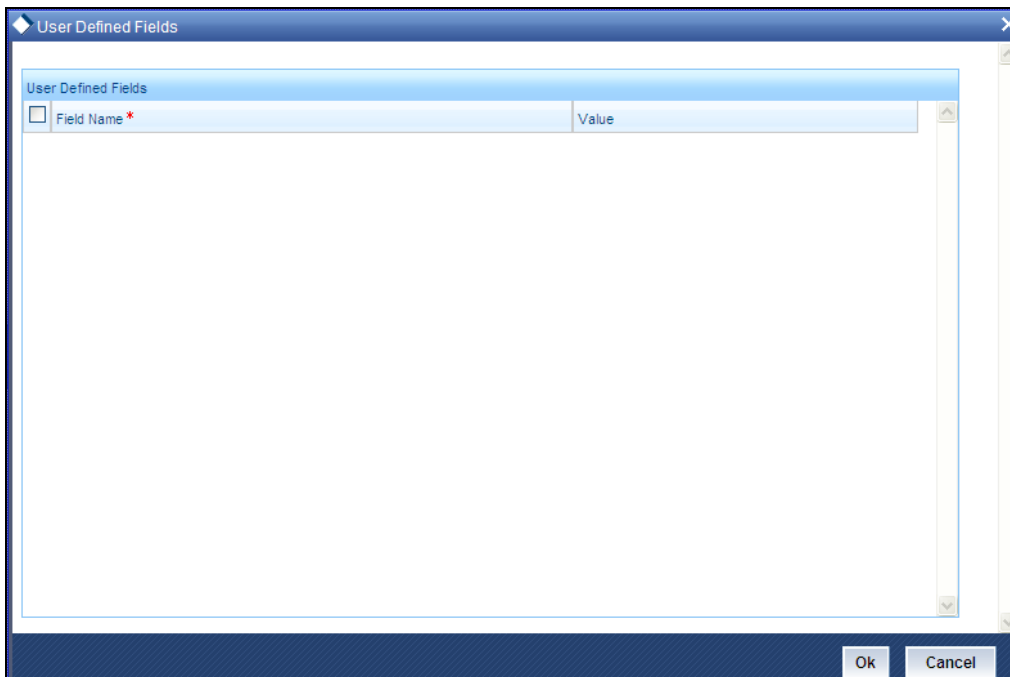 User Defined Fields
User Defined Fields
Field Name * Value
Ok Cancel